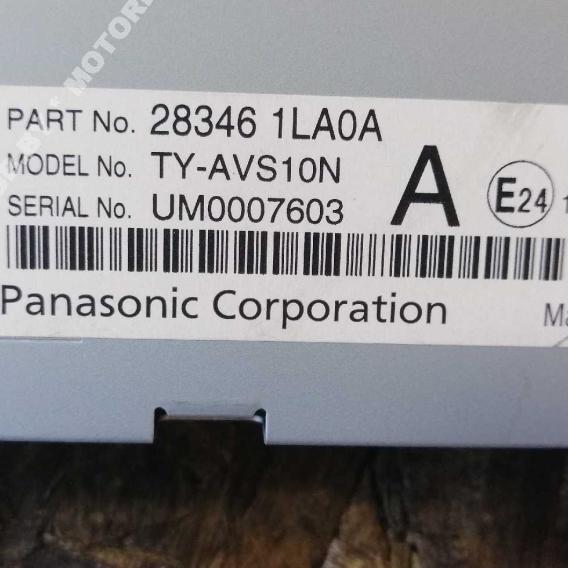 PART No. 28346 1LA0A
MODEL No. TY-AVS10N
SERIAL No. UM0007603
A
E24
Panasonic Corporation